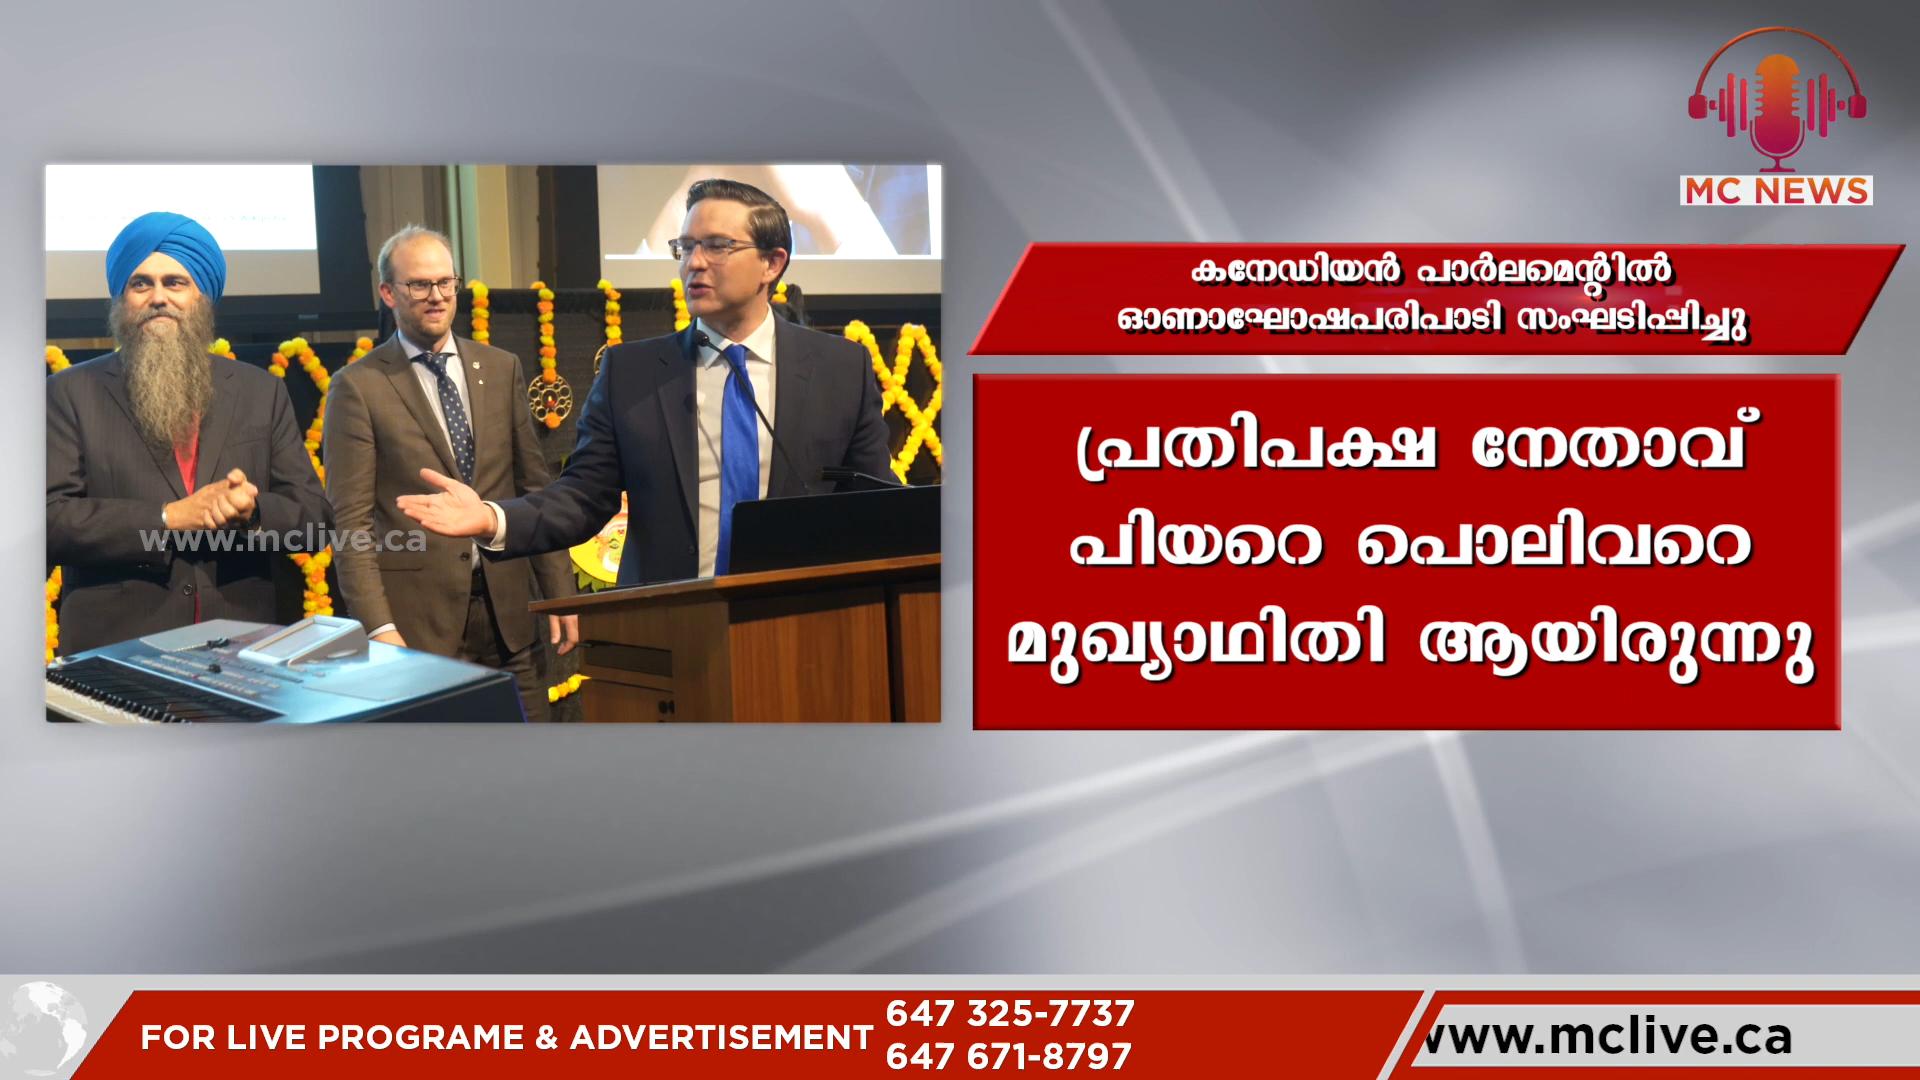 MC NEWS
കനേഡിയൻ പാർലമെന്റിൽ
ഓണാഘോഷപരിപാടി സംഘടിപ്പിച്ചു
പ്രതിപക്ഷ നേതാവ്
പിയറെ പൊലിവറെ
മുഖ്യാഥിതി ആയിരുന്നു
www.mclive.ca
FOR LIVE PROGRAME & ADVERTISEMENT
647 325-7737
647 671-8797
www.mclive.ca